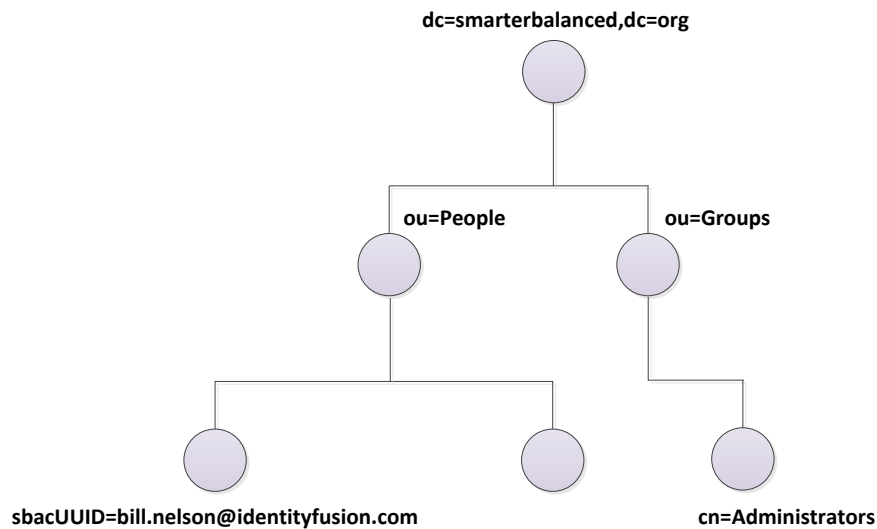 dc=smarterbalanced,dc=org
ou=People
ou=Groups
sbacUUID=bill.nelson@identityfusion.com
cn=Administrators